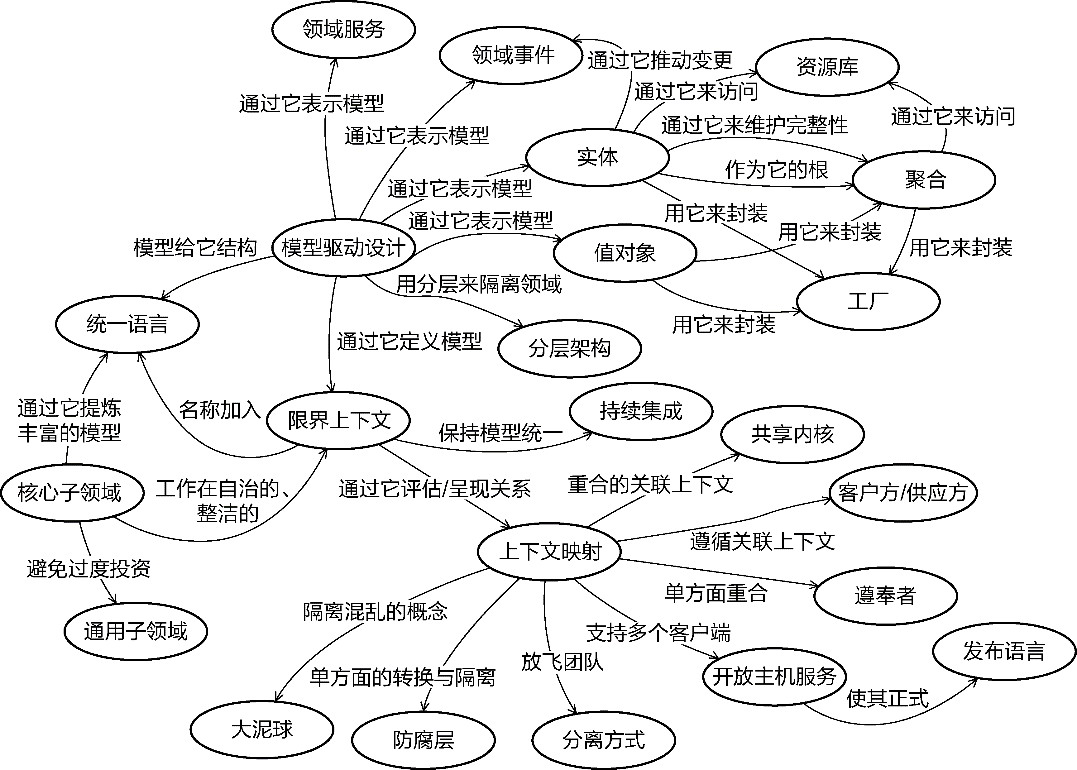 领域服务
领域事件
通过它推动变更
资源库
通过它来访问
通过它表示模型
通过它来访问
通过它表示模型
通过它来维护完整性
实体
作为它的根
聚合
通过它表示模型
用它来封装
通过它表示模型
用它来封装
模型给它结构
模型驱动设计
值对象
用它来封装
用分层来隔离领域
工厂
统一语言
用它来封装
通过它定义模型
分层架构
通过它提炼
丰富的模型
名称加入
限界上下文
持续集成
保持模型统一
共享内核
核心子领域
工作在自治的、
整洁的
通过它评估/呈现关系
重合的关联上下文
客户方/供应方
遵循关联上下文
上下文映射
避免过度投资
单方面重合
遵奉者
隔离混乱的概念
通用子领域
支持多个客户端
发布语言
放飞团队
单方面的转换与隔离
开放主机服务
使其正式
大泥球
防腐层
分离方式